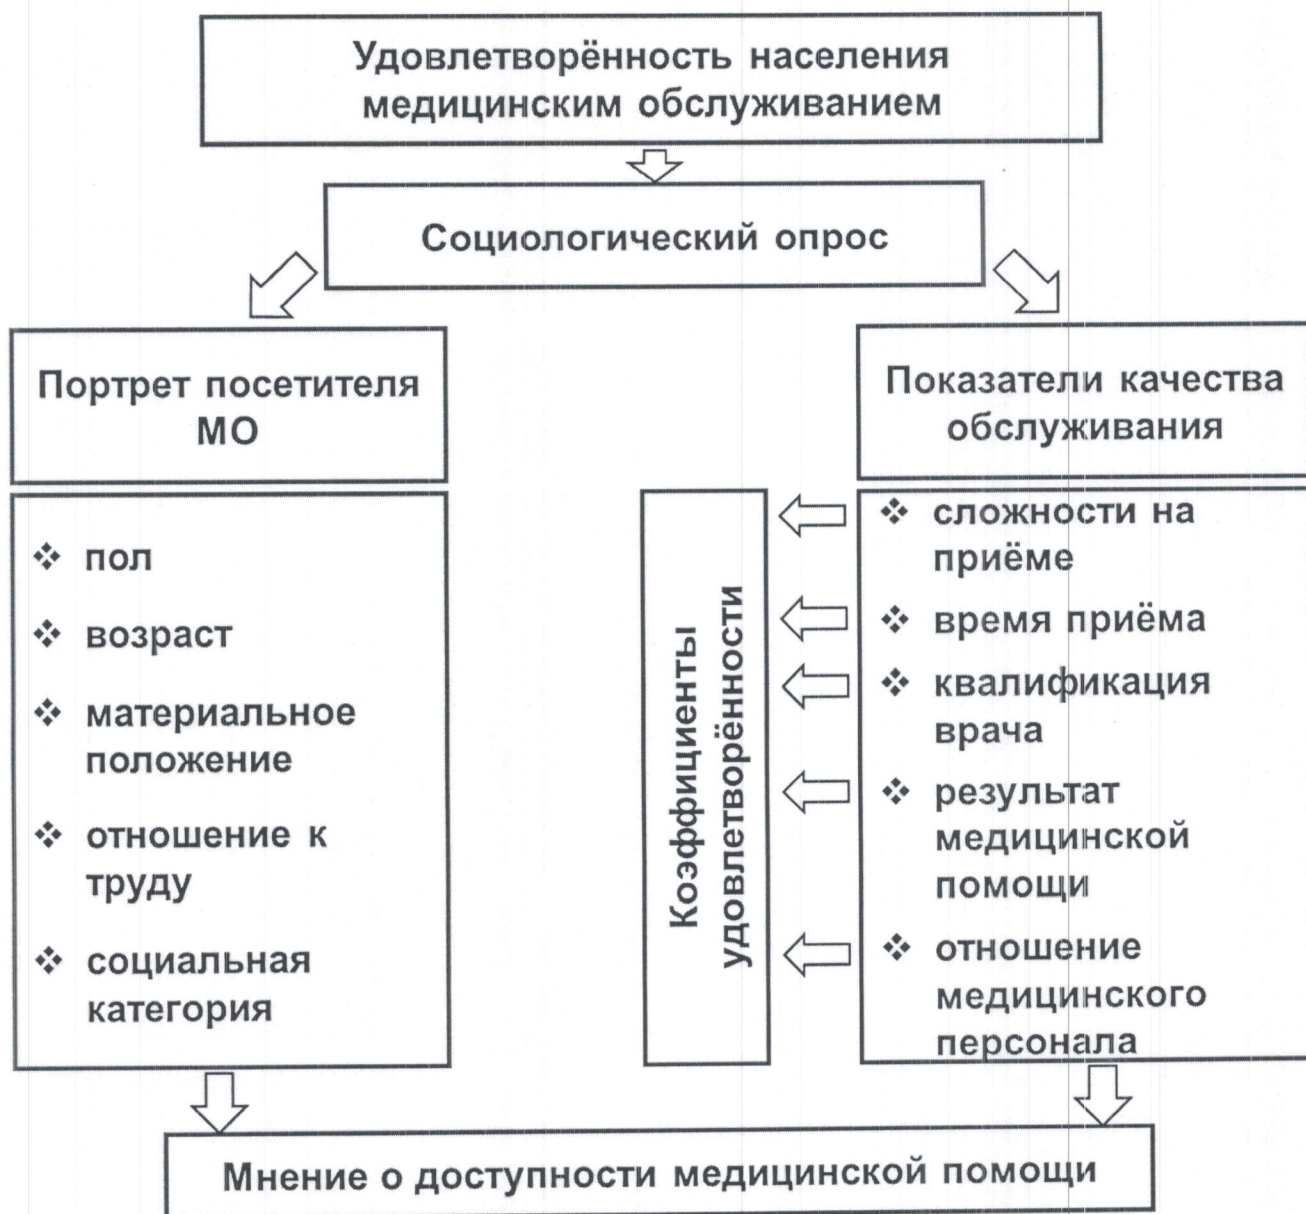 Удовлетворённость населения
медицинским обслуживанием
Социологический опрос
Портрет посетителя
МО
Показатели качества
обслуживания
❖ пол
❖ возраст
❖ материальное
положение
❖ отношение к
труду
❖ социальная
категория
Коэффициенты
удовлетворённости
❖ сложности на
приёме
❖ время приёма
❖ квалификация
врача
❖ результат
медицинской
помощи
❖ отношение
медицинского
персонала
Мнение о доступности медицинской помощи